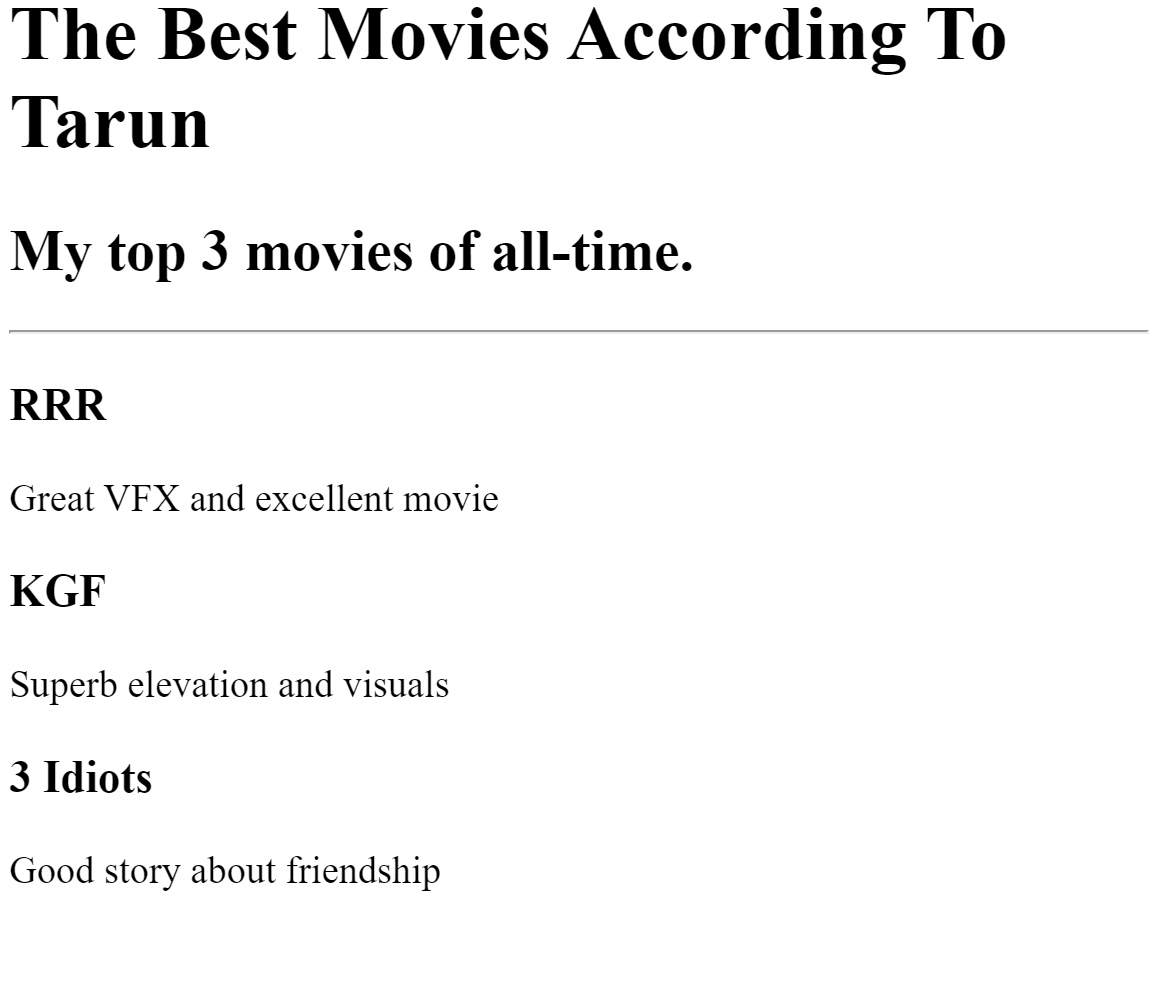 The Best Movies According To
Tarun
My top 3 movies of all-time.
RRR
Great VFX and excellent movie
KGF
Superb elevation and visuals
3 Idiots
Good story about friendship